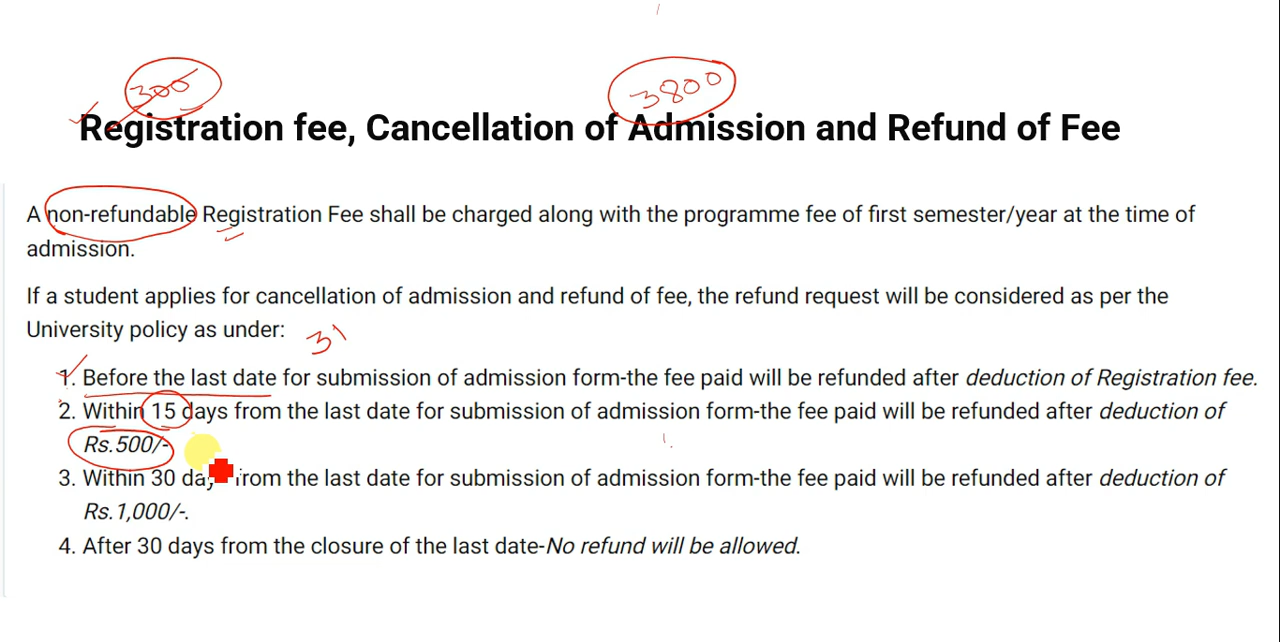 300 3800
Registration fee, Cancellation of Admission and Refund of Fee
A non-refundable Registration Fee shall be charged along with the programme fee of first semester/year at the time of
admission.
If a student applies for cancellation of admission and refund of fee, the refund request will be considered as per the
University policy as under:
31
1. Before the last date for submission of admission form-the fee paid will be refunded after deduction of Registration fee.
2. Within 15 days from the last date for submission of admission form-the fee paid will be refunded after deduction of
Rs.500/-
3. Within 30 day from the last date for submission of admission form-the fee paid will be refunded after deduction of
Rs.1,000/-.
4. After 30 days from the closure of the last date-No refund will be allowed.